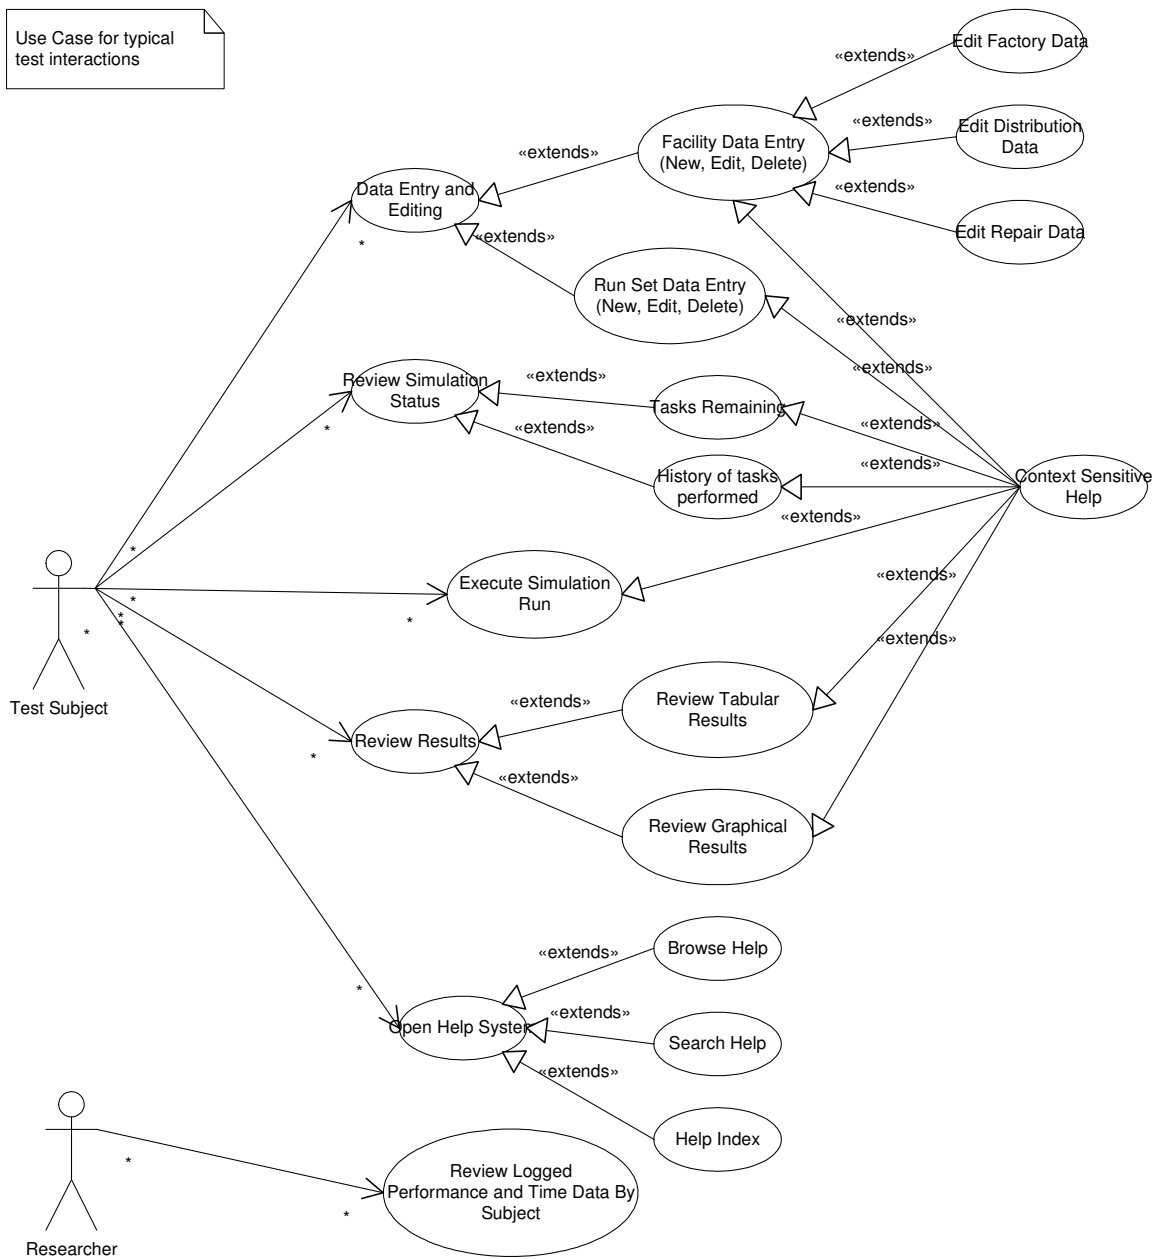 Use Case for typical
test interactions
Edit Factory Data
«extends»
Edit Distribution
Data
«extends»
Facility Data Entry
(New, Edit, Delete)
«extends»
Edit Repair Data
«extends»
Data Entry and
Editing
*
«extends»
Run Set Data Entry
(New, Edit, Delete)
«extends»
«extends»
Review Simulation
Status
*
«extends»
Tasks Remaining
«extends»
«extends»
History of tasks
performed
«extends»
Context Sensitive
Help
«extends»
*
Execute Simulation
Run
*
*
*
*
*
«extends»
Test Subject
«extends»
Review Tabular
Results
«extends»
Review Results
*
«extends»
Review Graphical
Results
Browse Help
«extends»
*
Open Help System
«extends»
Search Help
«extends»
Help Index
*
Review Logged
Performance and Time Data By
Subject
*
Researcher